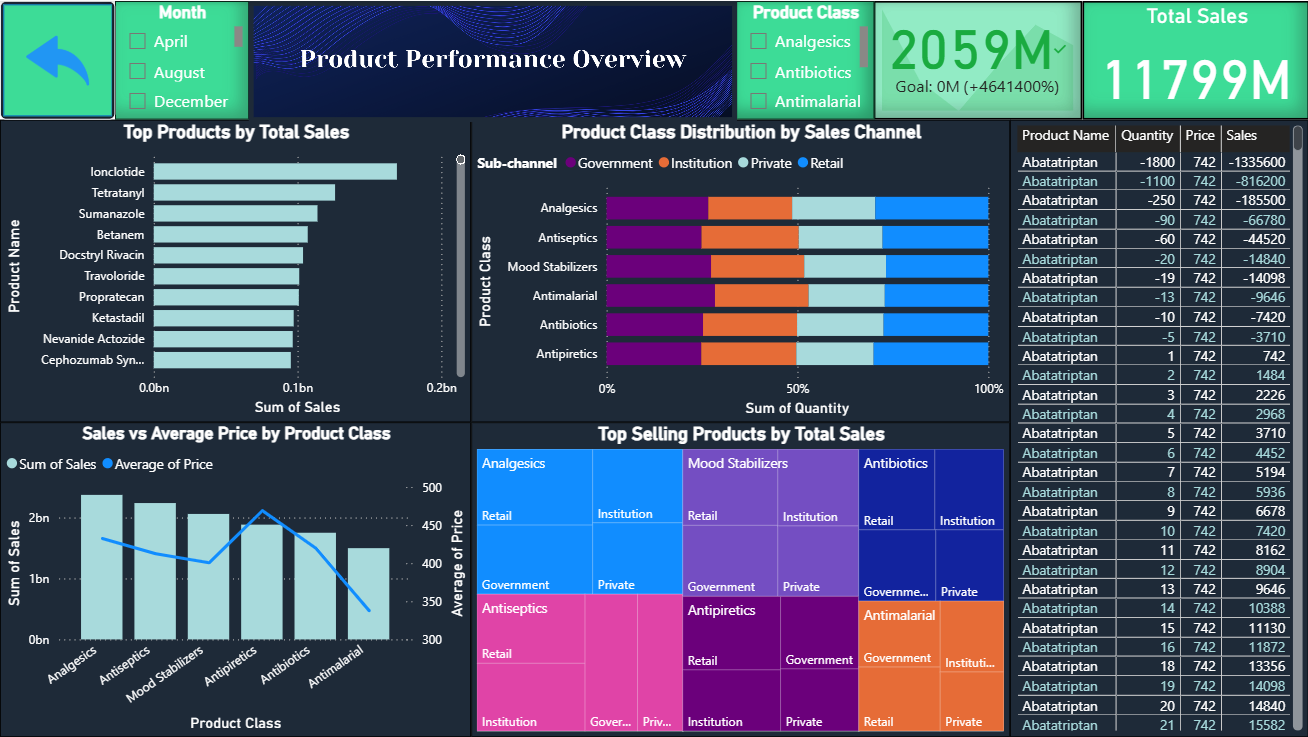 Month
April
August
December
Product Performance Overview
Product Class
Analgesics
Antibiotics
Antimalarial
2059M✓
Goal: 0M (+4641400%)
Total Sales
11799M
Top Products by Total Sales
Product Name
Ionclotide
Tetratanyl
Sumanazole
Betanem
Docstryl Rivacin
Travoloride
Propratecan
Ketastadil
Nevanide Actozide
Cephozumab Syn...
0.0bn 0.1bn 0.2bn
Sum of Sales
Product Class Distribution by Sales Channel
Sub-channel Government Institution Private Retail
Product Class
Analgesics
Antiseptics
Mood Stabilizers
Antimalarial
Antibiotics
Antipiretics
0% 50% 100%
Sum of Quantity
Sales vs Average Price by Product Class
Sum of Sales Average of Price
Sum of Sales
2bn
1bn
0bn
500
450
400
350
300
Average of Price
Analgesics
Antiseptics
Mood Stabilizers
Antipiretics
Antibiotics
Antimalarial
Product Class
Top Selling Products by Total Sales
Analgesics
Retail
Institution
Government
Private
Mood Stabilizers
Retail
Institution
Government
Private
Antibiotics
Retail
Institution
Governme...
Private
Antiseptics
Retail
Institution
Gover...
Priv...
Antipiretics
Retail
Government
Institution
Private
Antimalarial
Government
Instituti...
Retail
Private
Product Name Quantity Price Sales
Abatatriptan -1800 742 -1335600
Abatatriptan -1100 742 -816200
Abatatriptan -250 742 -185500
Abatatriptan -90 742 -66780
Abatatriptan -60 742 -44520
Abatatriptan -20 742 -14840
Abatatriptan -19 742 -14098
Abatatriptan -13 742 -9646
Abatatriptan -10 742 -7420
Abatatriptan -5 742 -3710
Abatatriptan 1 742 742
Abatatriptan 2 742 1484
Abatatriptan 3 742 2226
Abatatriptan 4 742 2968
Abatatriptan 5 742 3710
Abatatriptan 6 742 4452
Abatatriptan 7 742 5194
Abatatriptan 8 742 5936
Abatatriptan 9 742 6678
Abatatriptan 10 742 7420
Abatatriptan 11 742 8162
Abatatriptan 12 742 8904
Abatatriptan 13 742 9646
Abatatriptan 14 742 10388
Abatatriptan 15 742 11130
Abatatriptan 16 742 11872
Abatatriptan 18 742 13356
Abatatriptan 19 742 14098
Abatatriptan 20 742 14840
Abatatriptan 21 742 15582